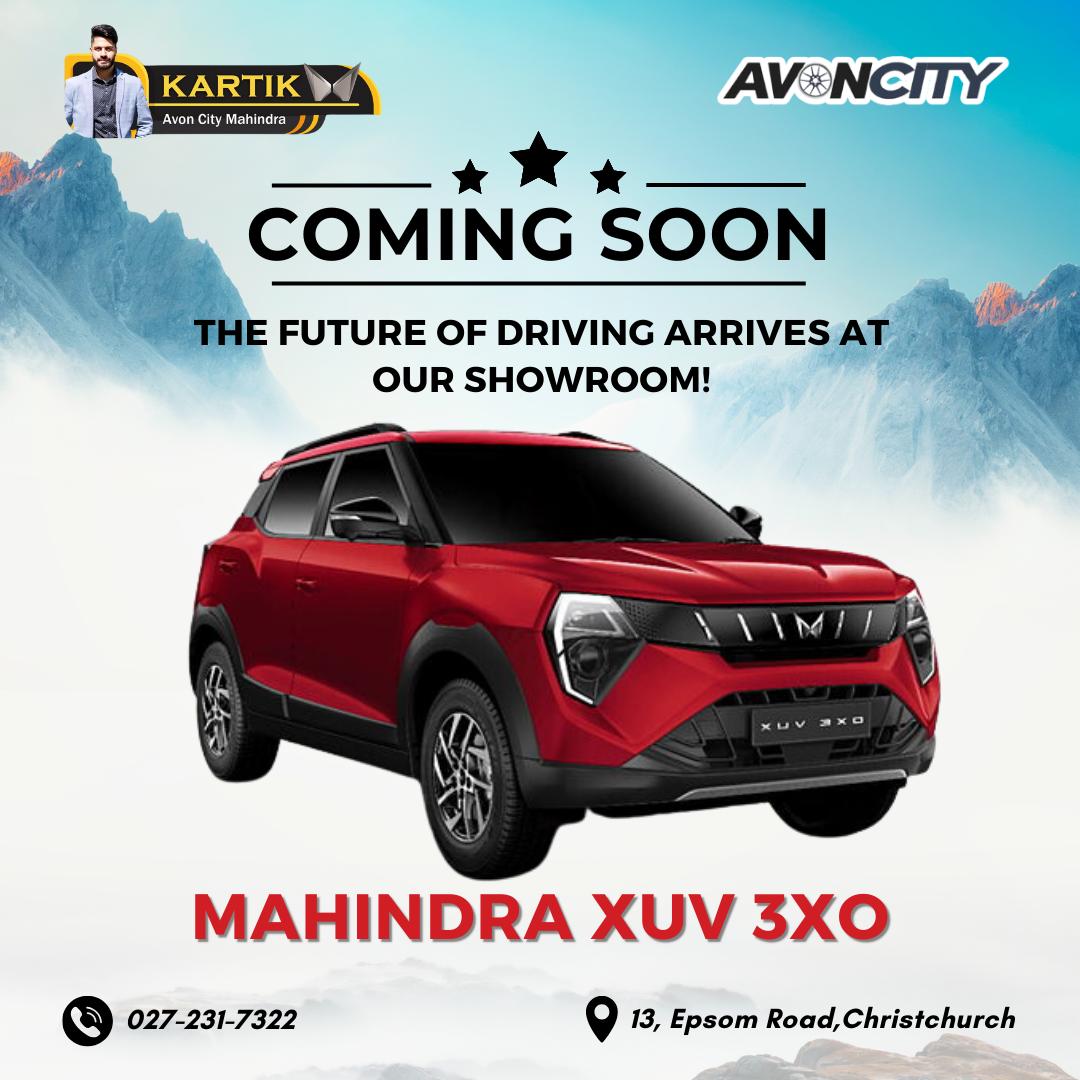 KARTIK
Avon City Mahindra
AVONCITY
COMING SOON
THE FUTURE OF DRIVING ARRIVES AT
OUR SHOWROOM!
XUV 3XO
MAHINDRA XUV 3XO
027-231-7322
13, Epsom Road,Christchurch